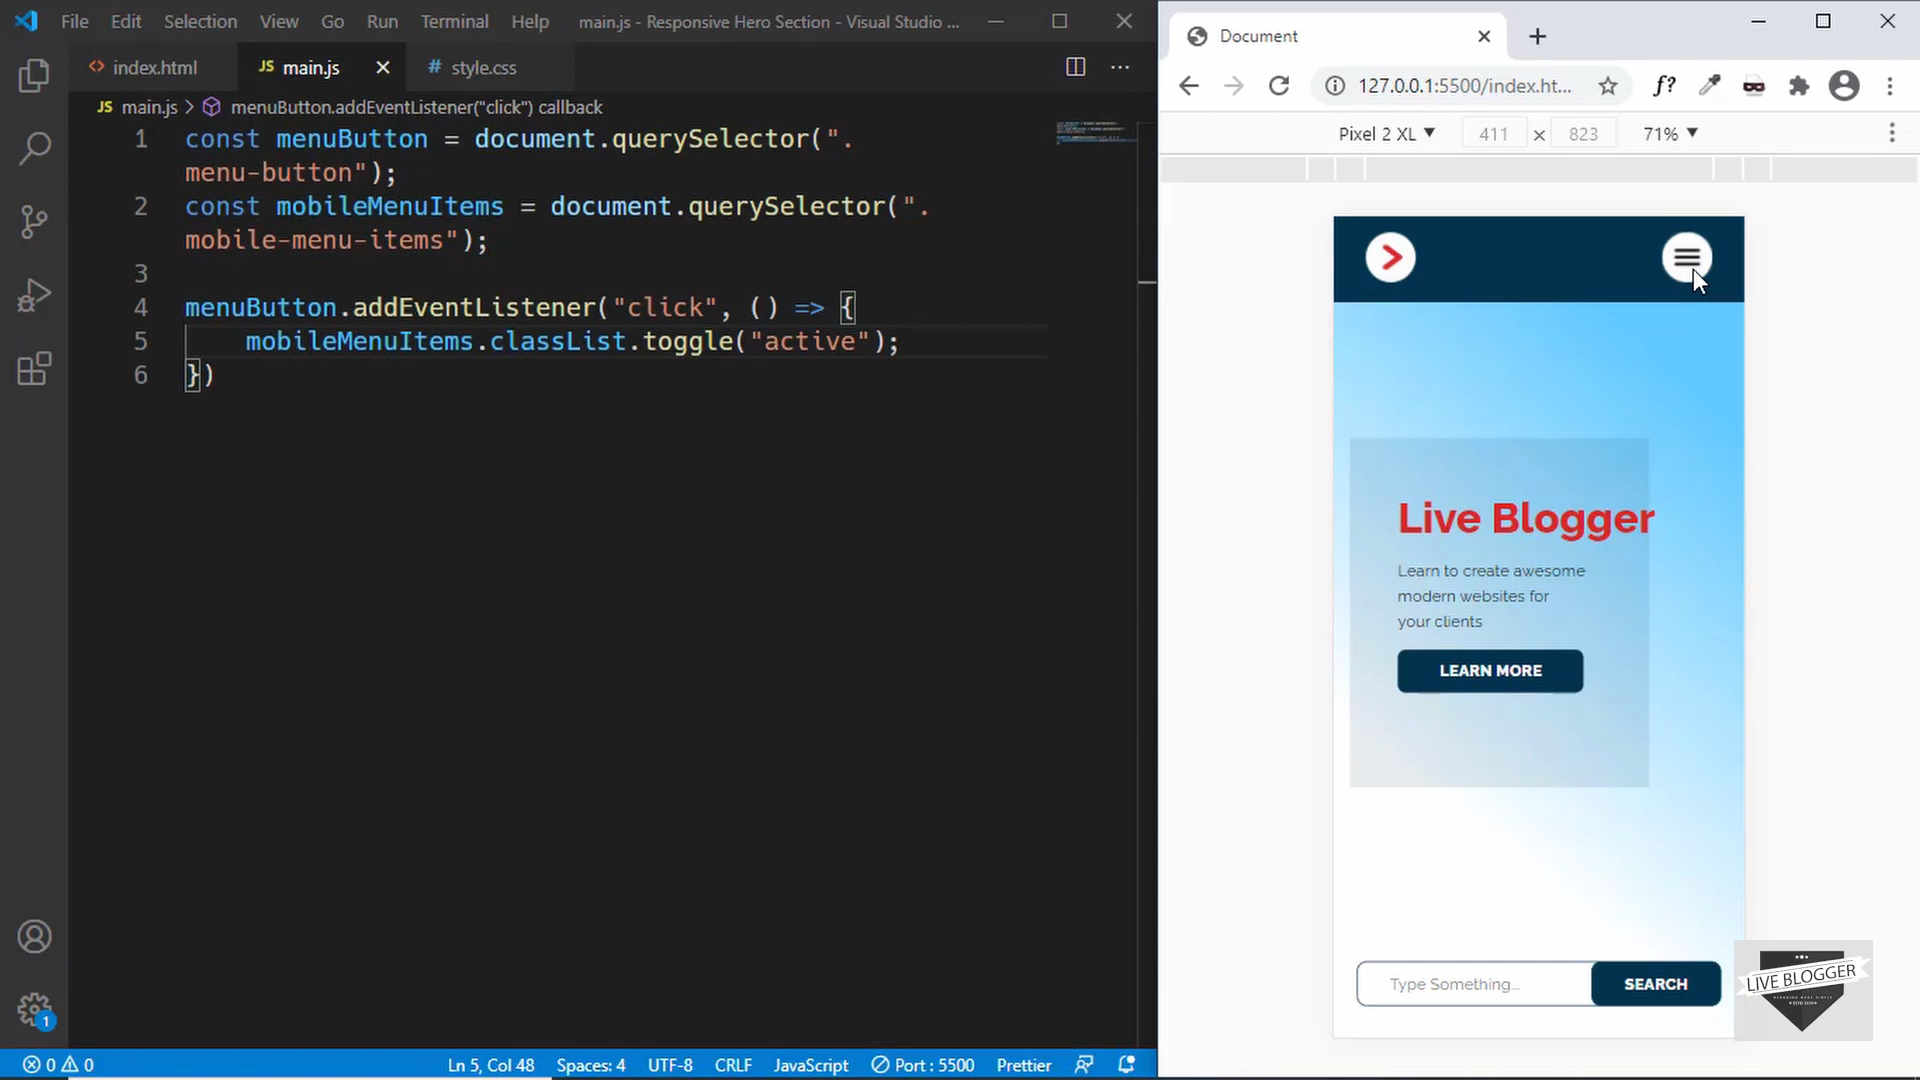 File Edit Selection View Go Run Terminal Help main.js - Responsive Hero Section - Visual Studio ...
index.html
JS main.js
# style.css
JS main.js > menuButton.addEventListener("click") callback
1 const menuButton = document.querySelector(".
menu-button");
2 const mobileMenuItems = document.querySelector(".
mobile-menu-items");
3
4 menuButton.addEventListener("click", () => {
5 mobileMenuItems.classList.toggle("active");
6 })
1
0 0 Ln 5, Col 48 Spaces: 4 UTF-8 CRLF JavaScript Port : 5500 Prettier
Document
127.0.0.1:5500/index.ht... f?
Pixel 2 XL 411 × 823 71%
Live Blogger
Learn to create awesome
modern websites for
your clients
LEARN MORE
Type Something...
SEARCH
LIVE BLOGGER